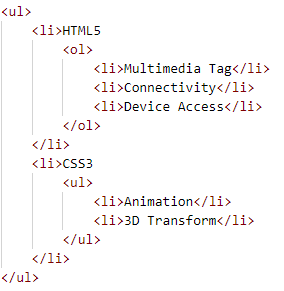 <ul>
<li>HTML5
<ol>
<li>Multimedia Tag</li>
<li>Connectivity</li>
<li>Device Access</li>
</ol>
</li>
<li>CSS3
<ul>
<li>Animation</li>
<li>3D Transform</li>
</ul>
</li>
</ul>